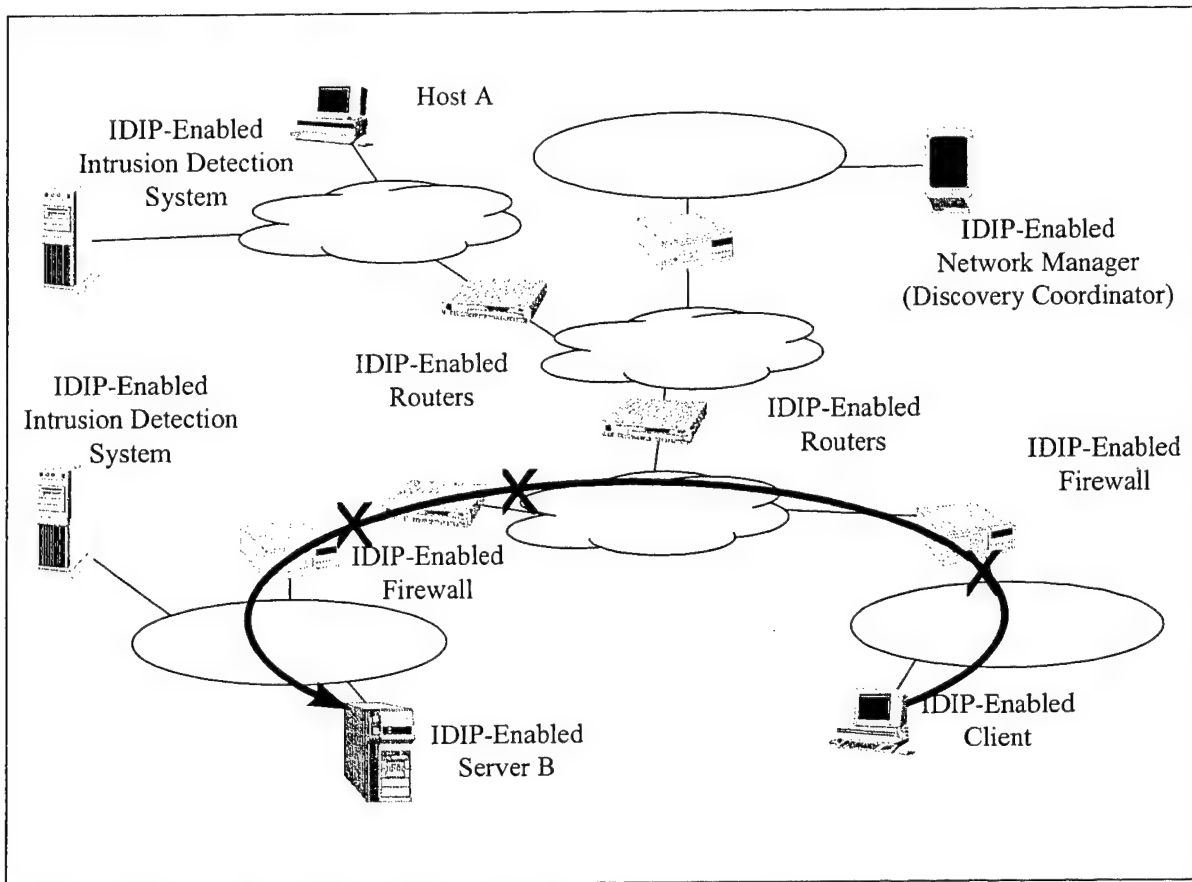 Host A
IDIP-Enabled
Intrusion Detection
System
IDIP-Enabled
Network Manager
(Discovery Coordinator)
IDIP-Enabled
Routers
IDIP-Enabled
Intrusion Detection
System
IDIP-Enabled
Routers
IDIP-Enabled
Firewall
IDIP-Enabled
Firewall
IDIP-Enabled
Server B
IDIP-Enabled
Client